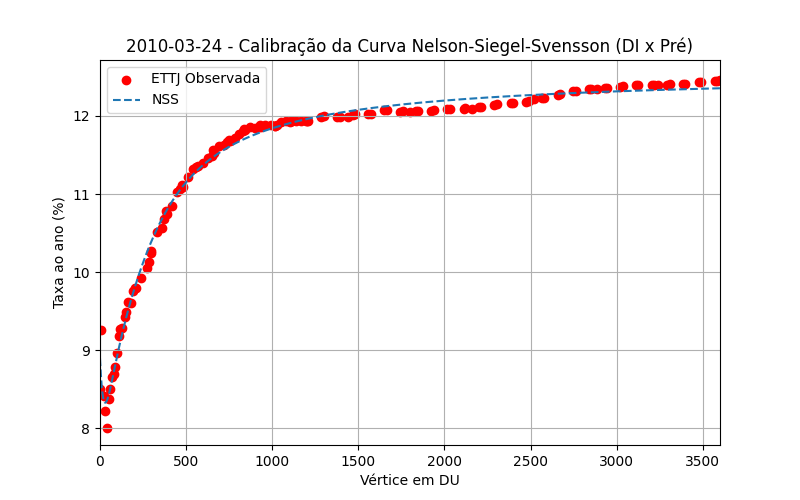 2010-03-24 - Calibração da Curva Nelson-Siegel-Svensson (DI x Pré)
ETTJ Observada
NSS
Taxa ao ano (%)
12
11
10
9
8
0 500 1000 1500 2000 2500 3000 3500
Vértice em DU